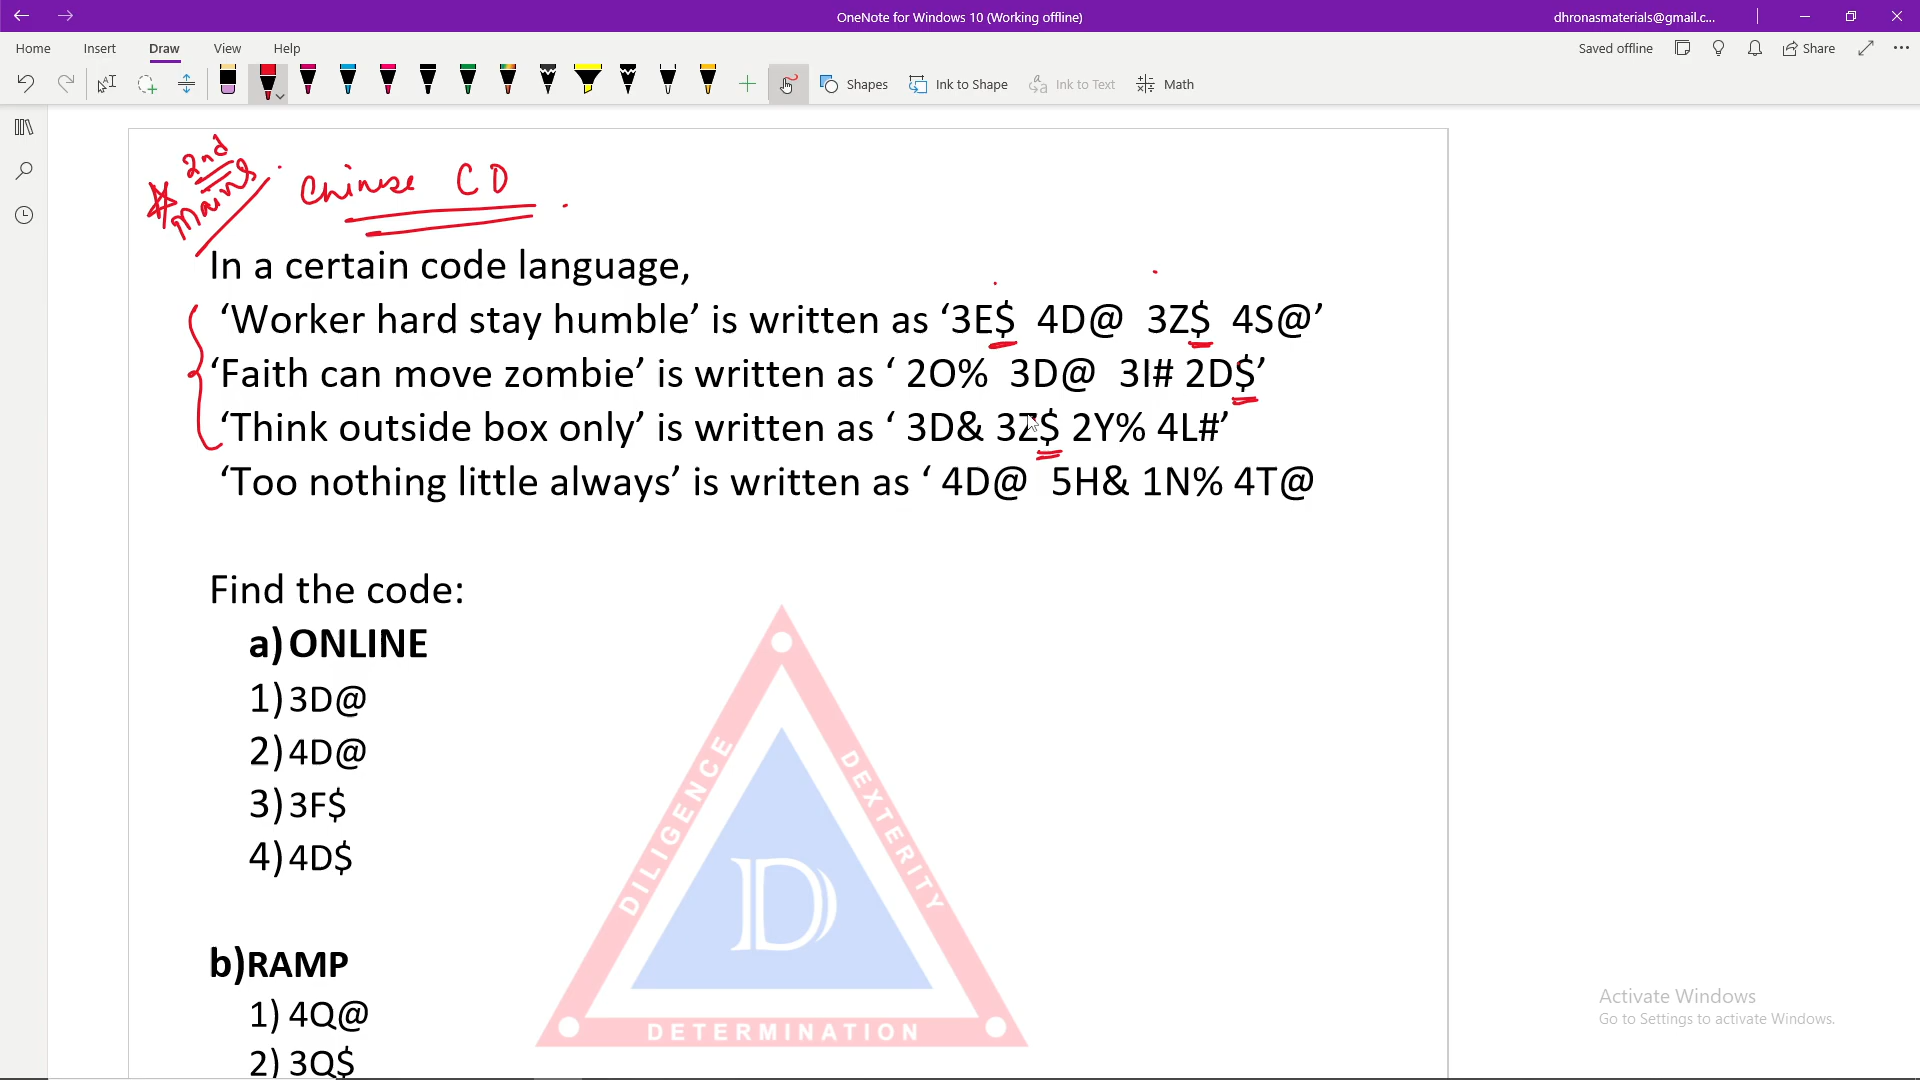 OneNote for Windows 10 (Working offline)
dhronasmaterials@gmail.c...
Home Insert Draw View Help
Saved offline Share
Shapes Ink to Shape Ink to Text Math
2nd
Mains
Chinese CD
In a certain code language,
‘Worker hard stay humble’ is written as ‘3E$ 4D@ 3Z$ 4S@’
‘Faith can move zombie’ is written as ‘ 2O% 3D@ 3I# 2D$’
‘Think outside box only’ is written as ‘ 3D& 3Z$ 2Y% 4L#’
‘Too nothing little always’ is written as ‘ 4D@ 5H& 1N% 4T@
Find the code:
a)ONLINE
1)3D@
2)4D@
3)3F$
4)4D$
b)RAMP
1) 4Q@
2) 3Q$
DILIGENCE
DEXTERITY
D
DETERMINATION
Activate Windows
Go to Settings to activate Windows.